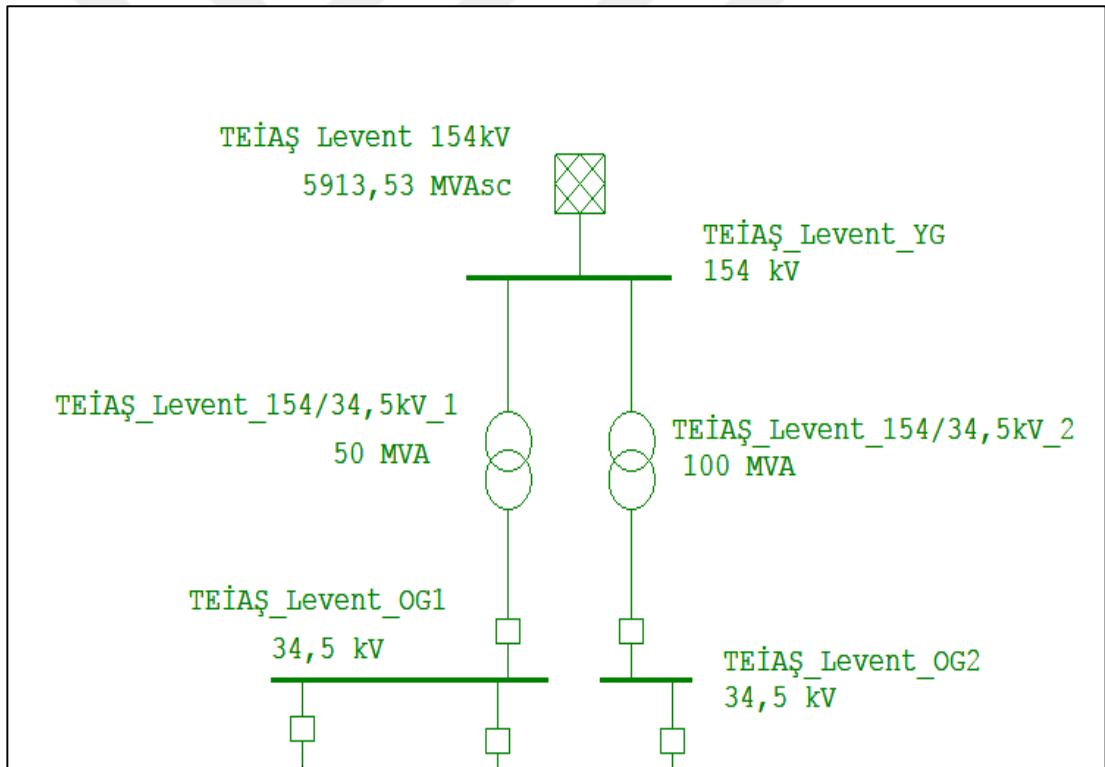 TEİAŞ Levent 154kV
5913,53 MVAsc
TEİAŞ_Levent_YG
154 kV
TEİAŞ_Levent_154/34,5kV_1
50 MVA
TEİAŞ_Levent_154/34,5kV_2
100 MVA
TEİAŞ_Levent_OG1
34,5 kV
TEİAŞ_Levent_OG2
34,5 kV